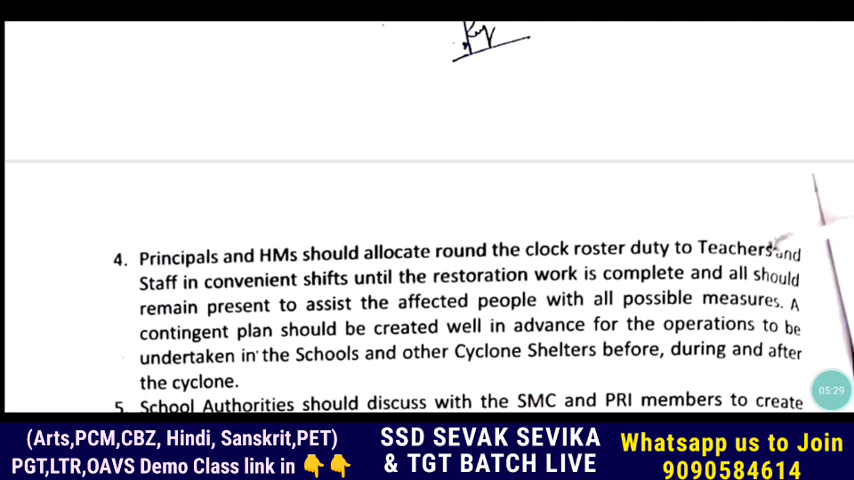 4. Principals and HMs should allocate round the clock roster duty to Teachers and
Staff in convenient shifts until the restoration work is complete and all should
remain present to assist the affected people with all possible measures. A
contingent plan should be created well in advance for the operations to be
undertaken in the Schools and other Cyclone Shelters before, during and after
the cyclone.
5. School Authorities should discuss with the SMC and PRI members to create
05:29
(Arts,PCM,CBZ, Hindi, Sanskrit,PET)
PGT,LTR,OAVS Demo Class link in 👇👇
SSD SEVAK SEVIKA
& TGT BATCH LIVE
Whatsapp us to Join
9090584614